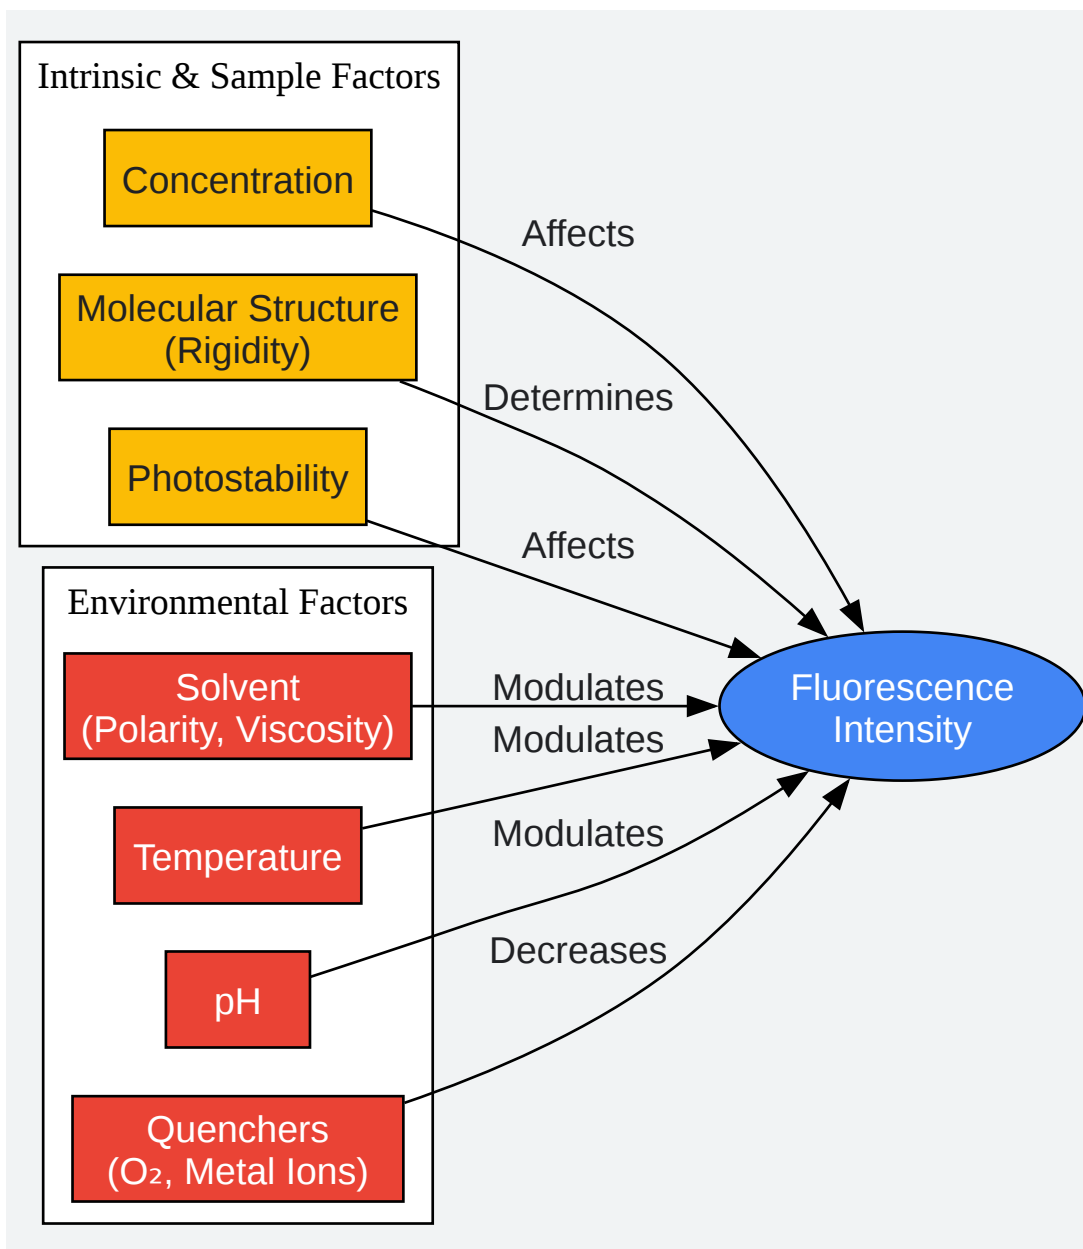 Intrinsic & Sample Factors
Concentration
Affects
Molecular Structure
(Rigidity)
Determines
Photostability
Affects
Environmental Factors
Solvent
(Polarity, Viscosity)
Modulates
Fluorescence
Intensity
Modulates
Temperature
Modulates
pH
Decreases
Quenchers
(O₂, Metal Ions)